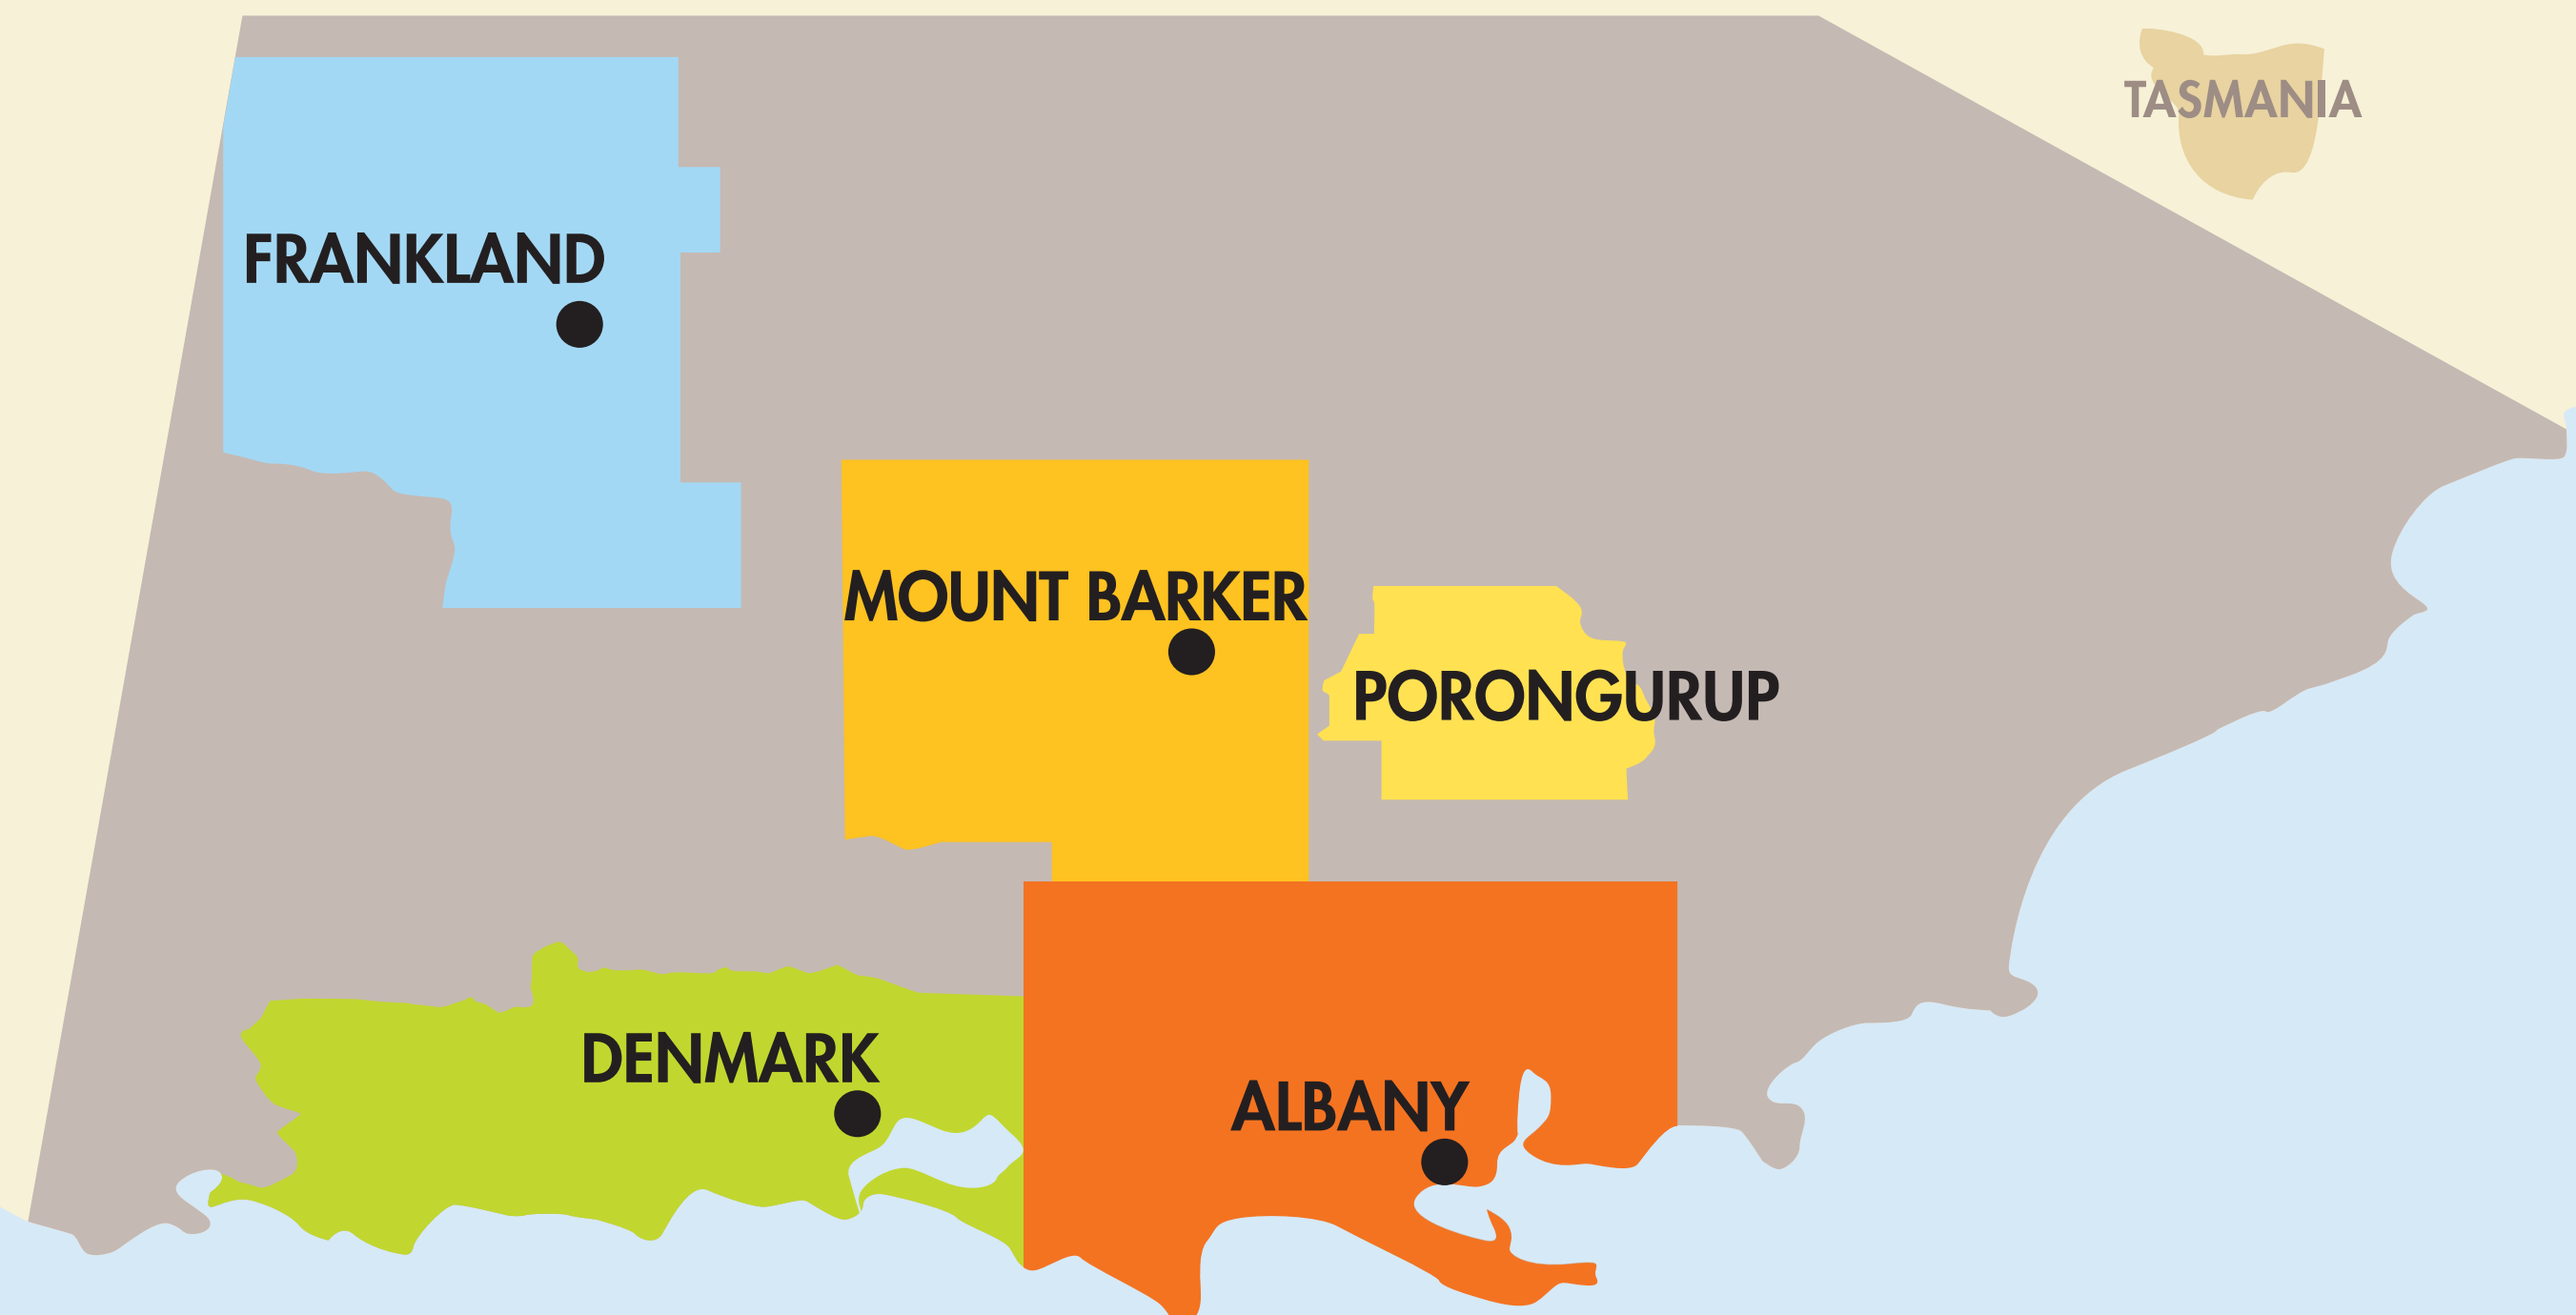 TASMANIA
FRANKLAND
MOUNT BARKER
PORONGURUP
DENMARK
ALBANY